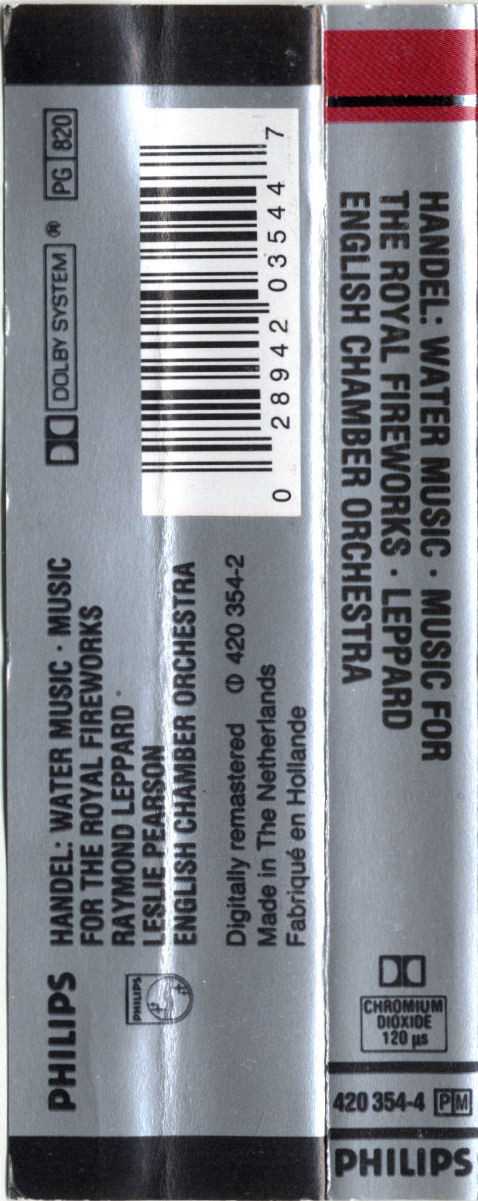 PHILIPS
HANDEL: WATER MUSIC · MUSIC
FOR THE ROYAL FIREWORKS
RAYMOND LEPPARD ·
LESLIE PEARSON
ENGLISH CHAMBER ORCHESTRA
PHILIPS
Digitally remastered 420 354-2
Made in The Netherlands
Fabriqué en Hollande
DOLBY SYSTEM ®
PG 820
0 28942 03544 7
HANDEL: WATER MUSIC · MUSIC FOR
THE ROYAL FIREWORKS · LEPPARD
ENGLISH CHAMBER ORCHESTRA
CHROMIUM
DIOXIDE
120 µs
420 354-4 PM
PHILIPS